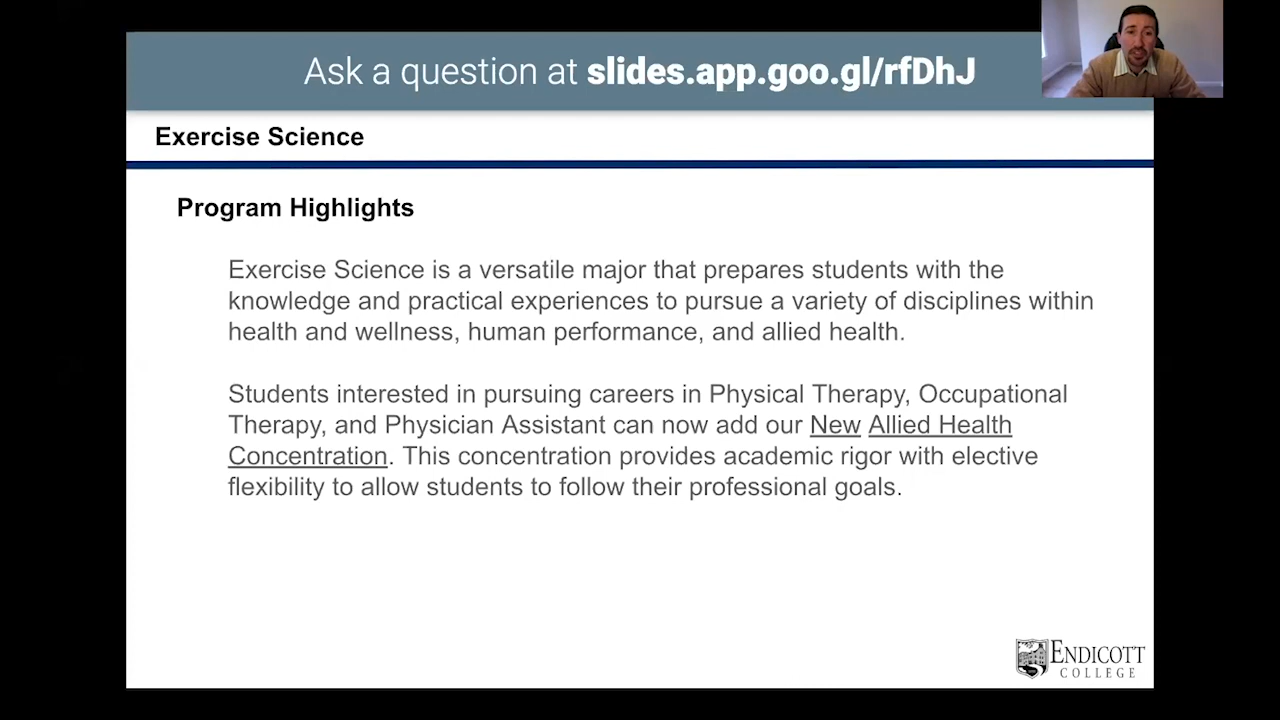 Ask a question at slides.app.goo.gl/rfDhJ
Exercise Science
Program Highlights
Exercise Science is a versatile major that prepares students with the
knowledge and practical experiences to pursue a variety of disciplines within
health and wellness, human performance, and allied health.
Students interested in pursuing careers in Physical Therapy, Occupational
Therapy, and Physician Assistant can now add our New Allied Health
Concentration. This concentration provides academic rigor with elective
flexibility to allow students to follow their professional goals.
ENDICOTT
COLLEGE